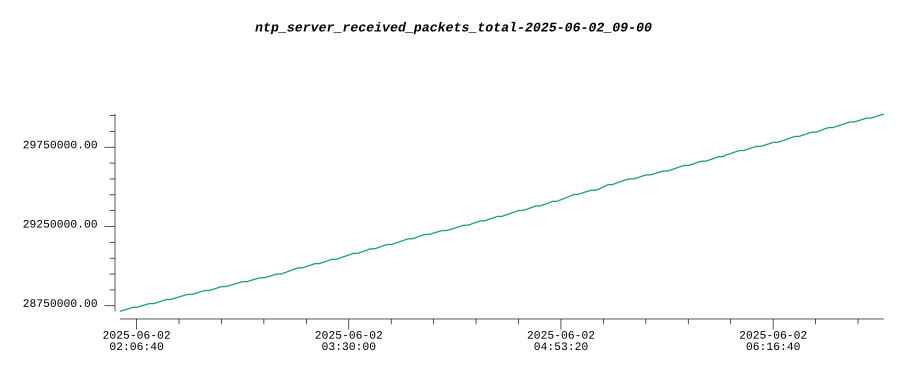 ntp_server_received_packets_total-2025-06-02_09-00
29750000.00
29250000.00
28750000.00
2025-06-02 2025-06-02 2025-06-02 2025-06-02
02:06:40 03:30:00 04:53:20 06:16:40